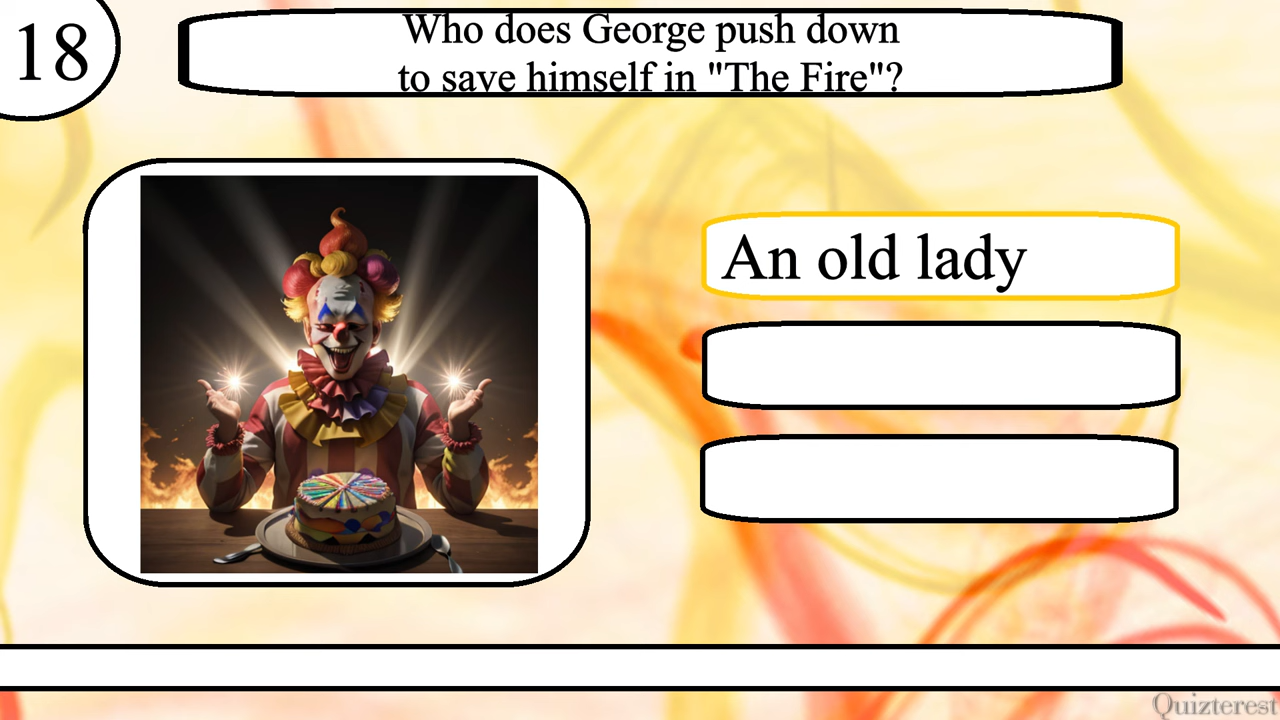 18
Who does George push down
to save himself in "The Fire"?
An old lady
Quizterest